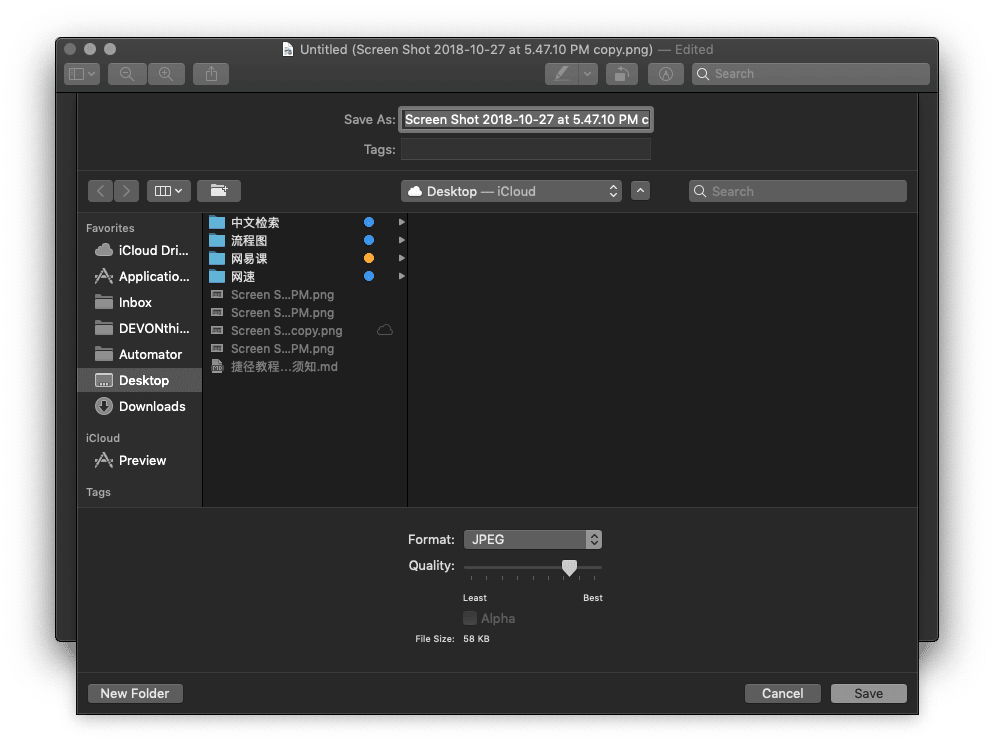 Untitled (Screen Shot 2018-10-27 at 5.47.10 PM copy.png) — Edited
Search
Save As: Screen Shot 2018-10-27 at 5.47.10 PM c
Tags:
Desktop — iCloud
Search
Favorites
iCloud Dri...
Applicatio...
Inbox
DEVONthi...
Automator
Desktop
Downloads
iCloud
Preview
Tags
中文检索
流程图
网易课
网速
Screen S...PM.png
Screen S...PM.png
Screen S...copy.png
Screen S...PM.png
捷径教程...须知.md
Format: JPEG
Quality:
Least Best
Alpha
File Size: 58 KB
New Folder Cancel Save